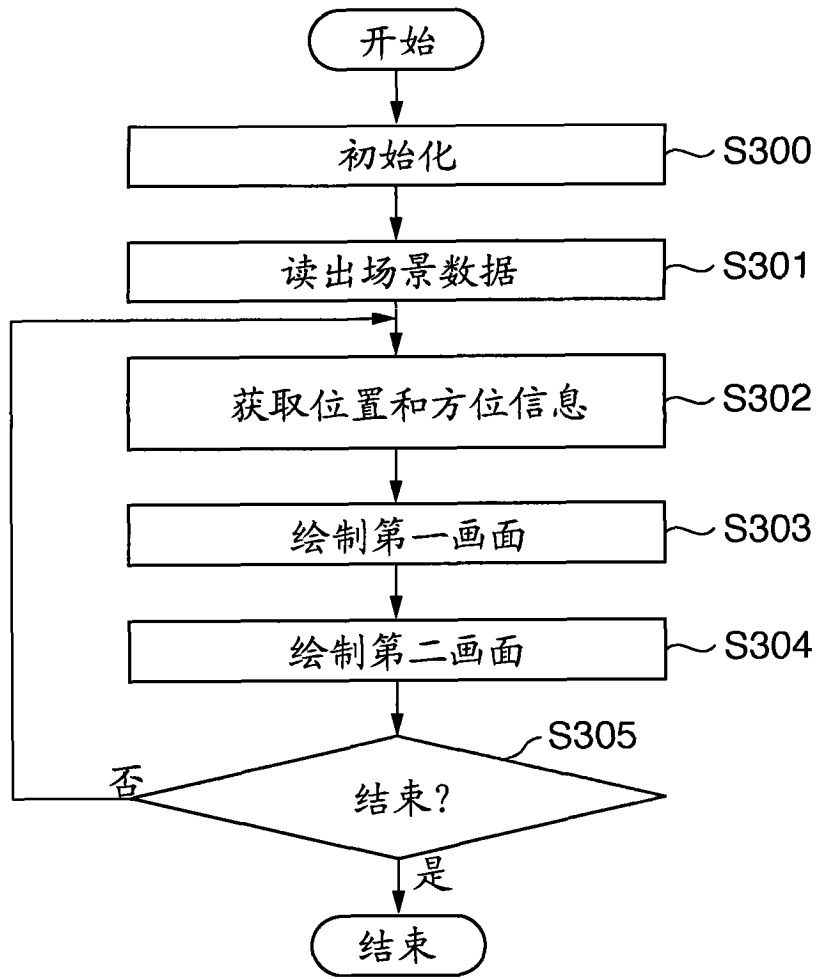 开始
初始化
S300
读出场景数据
S301
获取位置和方位信息
S302
绘制第一画面
S303
绘制第二画面
S304
S305
否
结束?
是
结束